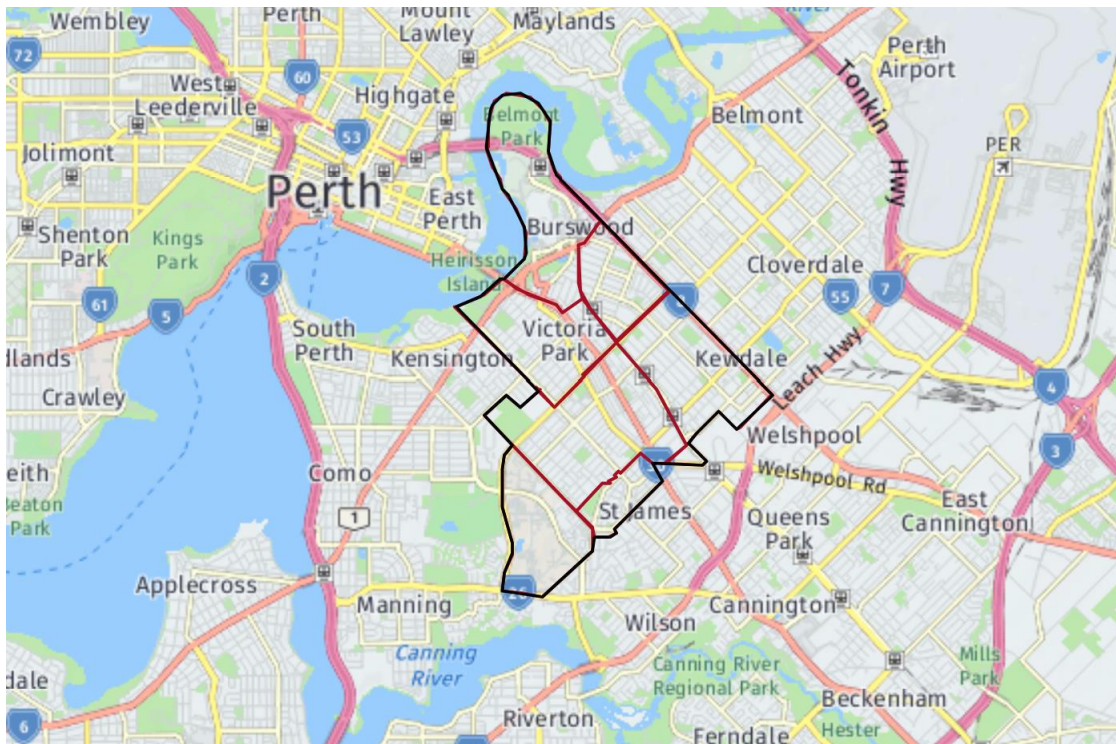 Wembley
Perth
Mount
Lawley
Maylands
River
72
West
Leederville
60
Highgate
Belmont
Park
Perth
Airport
Tonkin
Hwy
Jolimont
53
Belmont
PER
Perth
East
Perth
Shenton
Park
Kings
Park
Burswood
Heirisson
Island
Cloverdale
2
61
5
55
7
South
Perth
Victoria
Park
Kensington
Kewdale
Leach Hwy
dlands
Crawley
4
Welshpool
3
eith
Como
Welshpool Rd
Beaton
Park
1
St James
Queens
Park
East
Cannington
Applecross
26
Manning
Cannington
Wilson
Canning
River
Canning River
Regional Park
Mills
Park
dale
Beckenham
6
Riverton
Ferndale
Hester